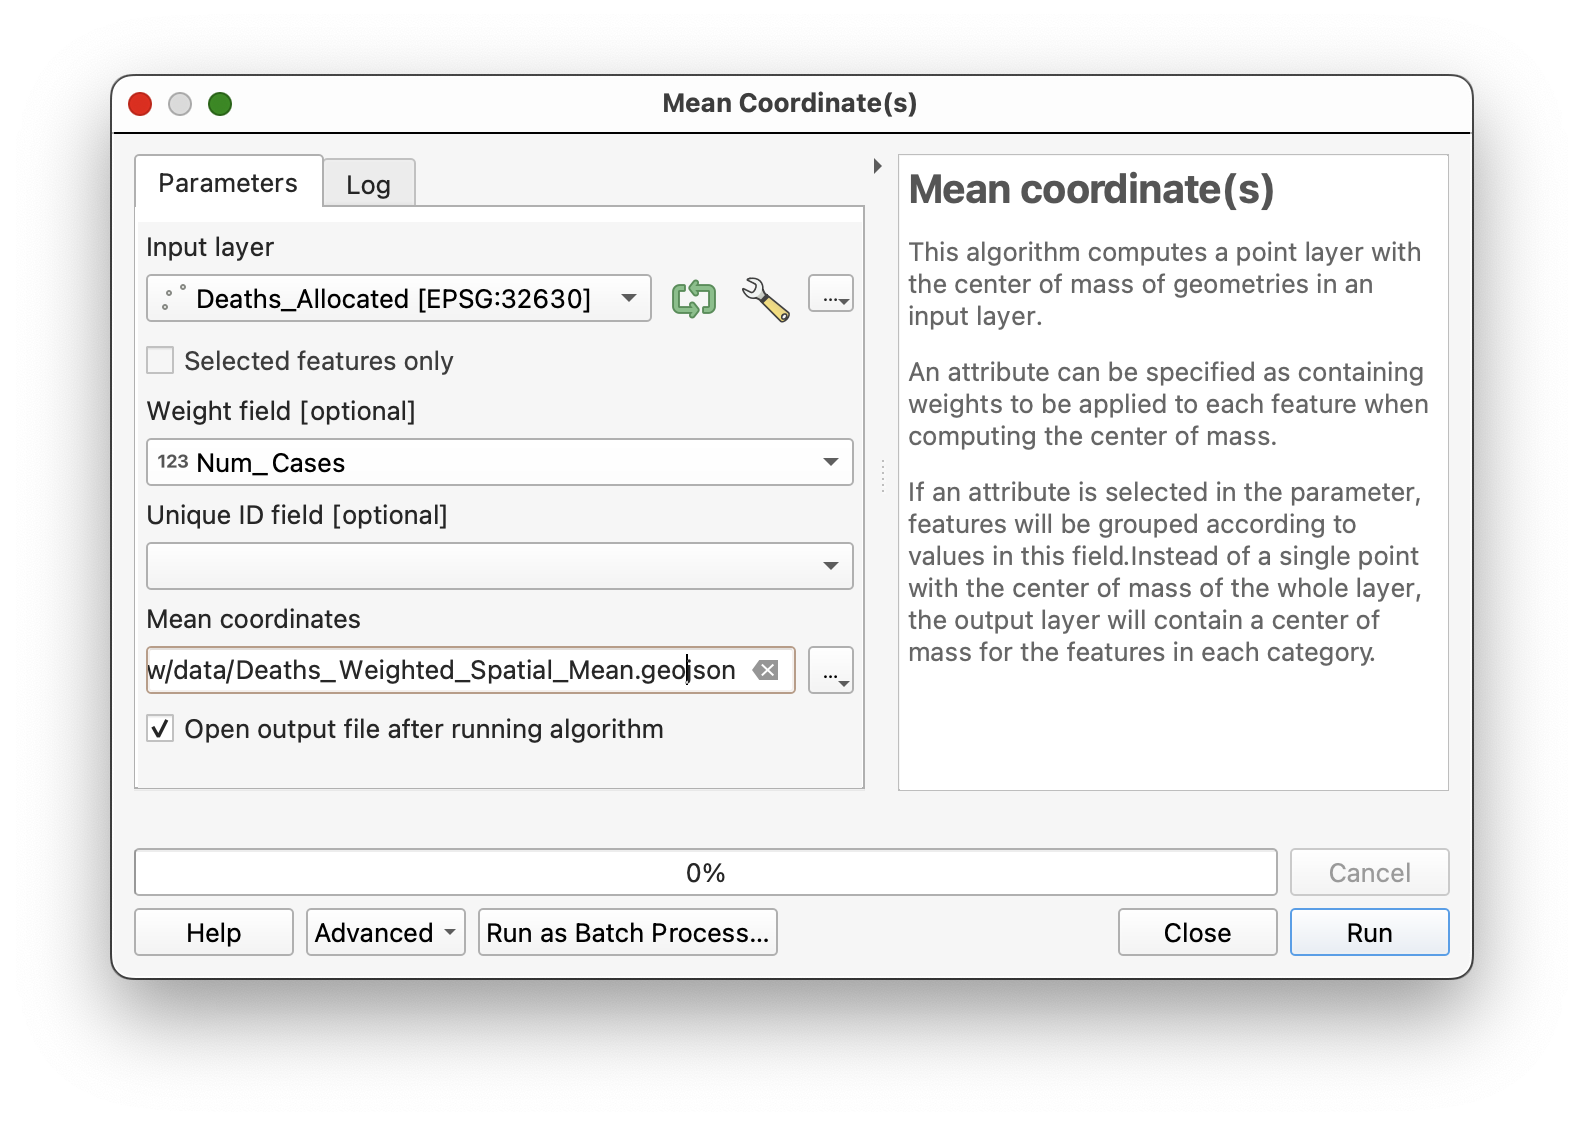 Mean Coordinate(s)
Parameters
Log
Input layer
Deaths_Allocated [EPSG:32630]
...
Selected features only
Weight field [optional]
123 Num_Cases
Unique ID field [optional]
Mean coordinates
w/data/Deaths_Weighted_Spatial_Mean.geojson
...
Open output file after running algorithm
Mean coordinate(s)
This algorithm computes a point layer with
the center of mass of geometries in an
input layer.
An attribute can be specified as containing
weights to be applied to each feature when
computing the center of mass.
If an attribute is selected in the parameter,
features will be grouped according to
values in this field.Instead of a single point
with the center of mass of the whole layer,
the output layer will contain a center of
mass for the features in each category.
0%
Cancel
Help
Advanced
Run as Batch Process...
Close
Run